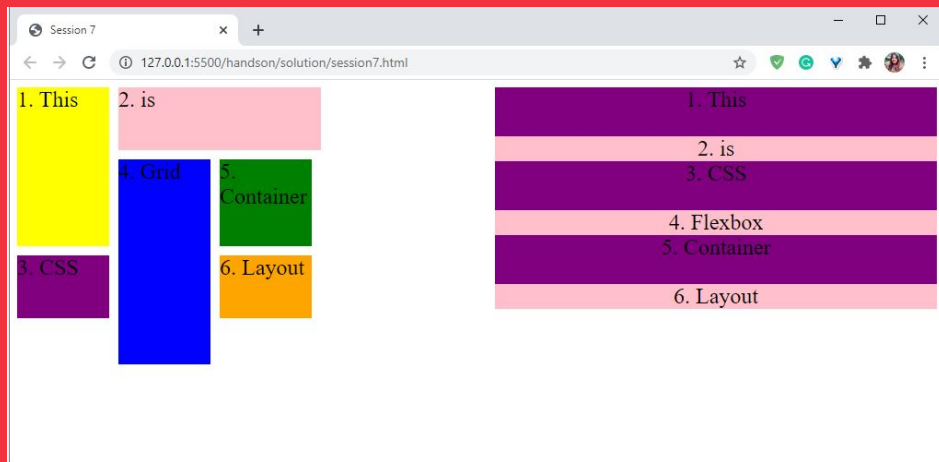 Session 7
127.0.0.1:5500/handson/solution/session7.html
1. This
2. is
3. CSS
4. Grid
5.
Container
6. Layout
1. This
2. is
3. CSS
4. Flexbox
5. Container
6. Layout